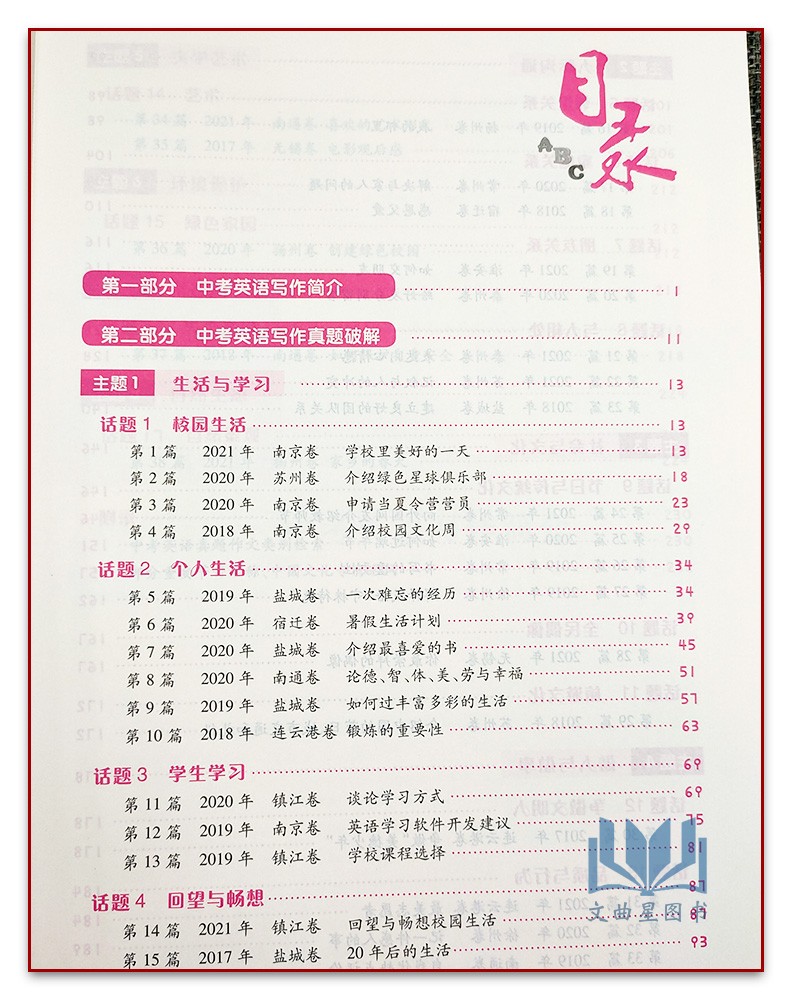 目录
ABC
第一部分 中考英语写作简介 1
第二部分 中考英语写作真题破解 11
主题1 生活与学习 13
话题1 校园生活 13
第1篇 2021年 南京卷 学校里美好的一天 13
第2篇 2020年 苏州卷 介绍绿色星球俱乐部 18
第3篇 2020年 南京卷 申请当夏令营营员 23
第4篇 2018年 南京卷 介绍校园文化周 29
话题2 个人生活 34
第5篇 2019年 盐城卷 一次难忘的经历 34
第6篇 2020年 宿迁卷 暑假生活计划 39
第7篇 2020年 盐城卷 介绍最喜爱的书 45
第8篇 2020年 南通卷 论德、智、体、美、劳与幸福 51
第9篇 2019年 盐城卷 如何过丰富多彩的生活 57
第10篇 2018年 连云港卷 锻炼的重要性 63
话题3 学生学习 69
第11篇 2020年 镇江卷 谈论学习方式 69
第12篇 2019年 南京卷 英语学习软件开发建议 75
第13篇 2019年 镇江卷 学校课程选择 81
话题4 回望与畅想 87
第14篇 2021年 镇江卷 回望与畅想校园生活 87
第15篇 2017年 盐城卷 20年后的生活 93
文曲星图书